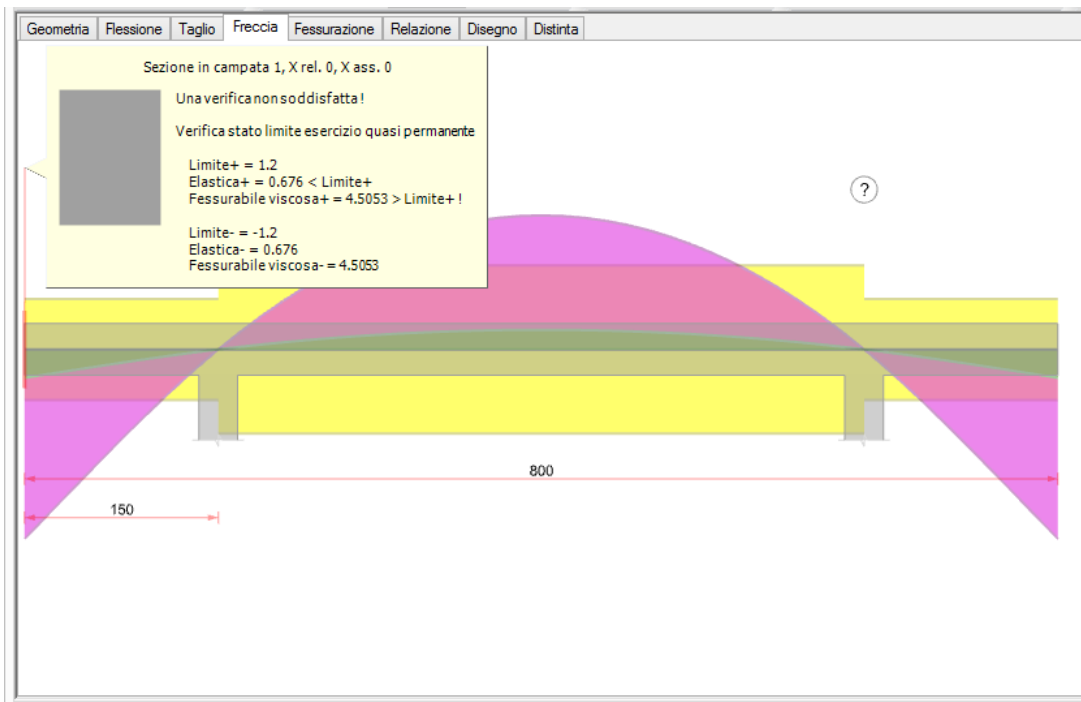 Geometria Flessione Taglio Freccia Fessurazione Relazione Disegno Distinta
Sezione in campata 1, X rel. 0, X ass. 0
Una verifica non soddisfatta !
Verifica stato limite esercizio quasi permanente
Limite+ = 1.2
Elastica+ = 0.676 < Limite+
Fessurabile viscosa+ = 4.5053 > Limite+ !
Limite- = -1.2
Elastica- = 0.676
Fessurabile viscosa- = 4.5053
?
800
150